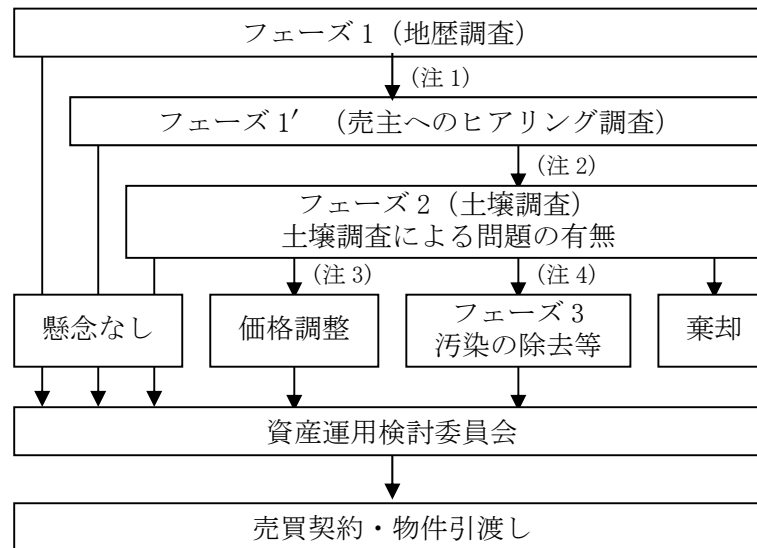 フェーズ1(地歴調査)
(注1)
フェーズ1′ (売主へのヒアリング調査)
(注2)
フェーズ2(土壌調査)
土壌調査による問題の有無
(注3)
(注4)
懸念なし
価格調整
フェーズ3
汚染の除去等
棄却
資産運用検討委員会
売買契約・物件引渡し